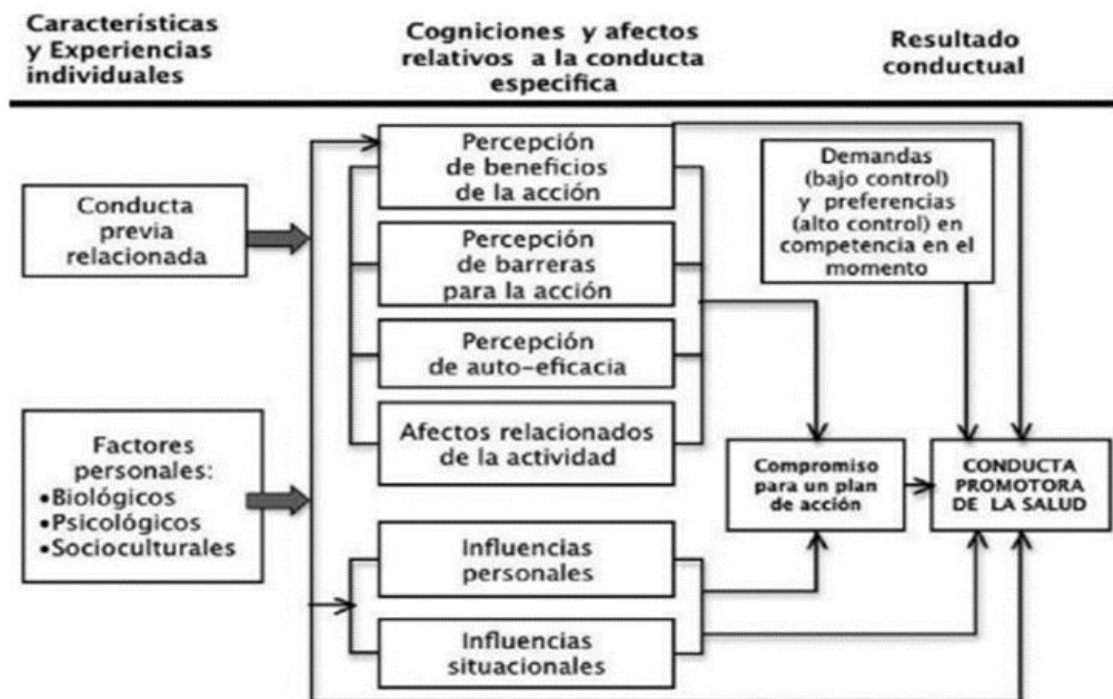 Características
y Experiencias
individuales
Cogniciones y afectos
relativos a la conducta
especifica
Resultado
conductual
Conducta
previa
relacionada
Factores
personales:
•Biológicos
•Psicológicos
•Socioculturales
Percepción
de beneficios
de la acción
Percepción
de barreras
para la acción
Percepción
de auto-eficacia
Afectos relacionados
de la actividad
Influencias
personales
Influencias
situacionales
Demandas
(bajo control)
y preferencias
(alto control) en
competencia en el
momento
Compromiso
para un plan
de acción
CONDUCTA
PROMOTORA
DE LA SALUD